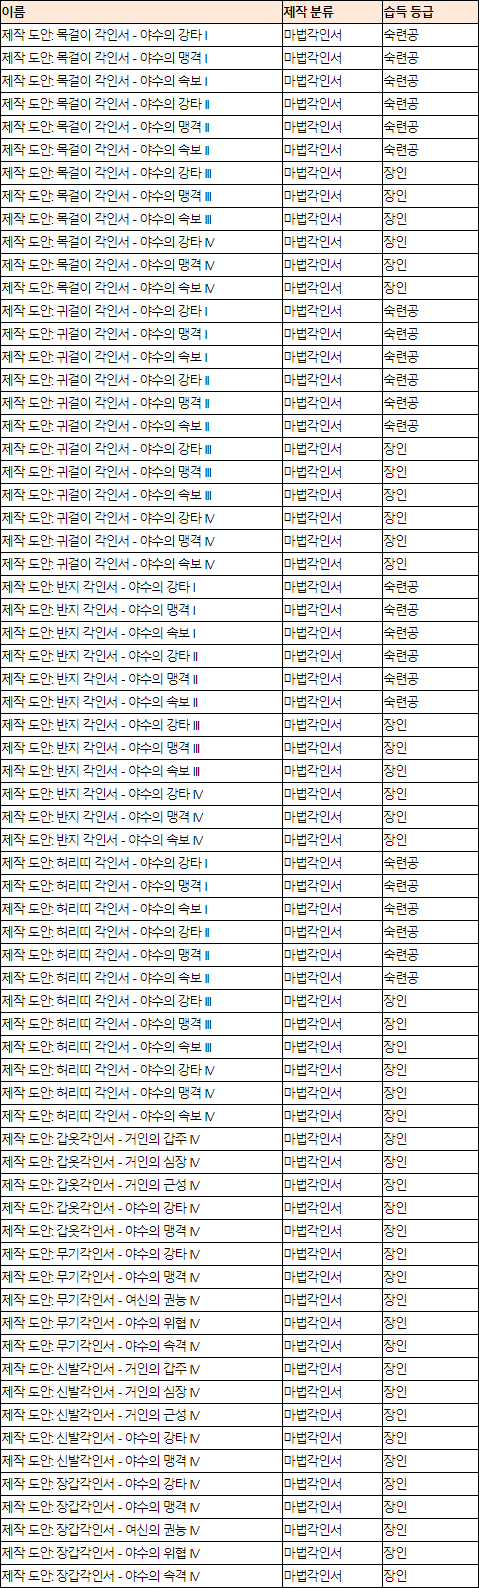 이름 제작 분류 습득 등급
제작 도안: 목걸이 각인서 - 야수의 강타 I 마법각인서 숙련공
제작 도안: 목걸이 각인서 - 야수의 맹격 I 마법각인서 숙련공
제작 도안: 목걸이 각인서 - 야수의 속보 I 마법각인서 숙련공
제작 도안: 목걸이 각인서 - 야수의 강타 II 마법각인서 숙련공
제작 도안: 목걸이 각인서 - 야수의 맹격 II 마법각인서 숙련공
제작 도안: 목걸이 각인서 - 야수의 속보 II 마법각인서 숙련공
제작 도안: 목걸이 각인서 - 야수의 강타 III 마법각인서 장인
제작 도안: 목걸이 각인서 - 야수의 맹격 III 마법각인서 장인
제작 도안: 목걸이 각인서 - 야수의 속보 III 마법각인서 장인
제작 도안: 목걸이 각인서 - 야수의 강타 IV 마법각인서 장인
제작 도안: 목걸이 각인서 - 야수의 맹격 IV 마법각인서 장인
제작 도안: 목걸이 각인서 - 야수의 속보 IV 마법각인서 장인
제작 도안: 귀걸이 각인서 - 야수의 강타 I 마법각인서 숙련공
제작 도안: 귀걸이 각인서 - 야수의 맹격 I 마법각인서 숙련공
제작 도안: 귀걸이 각인서 - 야수의 속보 I 마법각인서 숙련공
제작 도안: 귀걸이 각인서 - 야수의 강타 II 마법각인서 숙련공
제작 도안: 귀걸이 각인서 - 야수의 맹격 II 마법각인서 숙련공
제작 도안: 귀걸이 각인서 - 야수의 속보 II 마법각인서 숙련공
제작 도안: 귀걸이 각인서 - 야수의 강타 III 마법각인서 장인
제작 도안: 귀걸이 각인서 - 야수의 맹격 III 마법각인서 장인
제작 도안: 귀걸이 각인서 - 야수의 속보 III 마법각인서 장인
제작 도안: 귀걸이 각인서 - 야수의 강타 IV 마법각인서 장인
제작 도안: 귀걸이 각인서 - 야수의 맹격 IV 마법각인서 장인
제작 도안: 귀걸이 각인서 - 야수의 속보 IV 마법각인서 장인
제작 도안: 반지 각인서 - 야수의 강타 I 마법각인서 숙련공
제작 도안: 반지 각인서 - 야수의 맹격 I 마법각인서 숙련공
제작 도안: 반지 각인서 - 야수의 속보 I 마법각인서 숙련공
제작 도안: 반지 각인서 - 야수의 강타 II 마법각인서 숙련공
제작 도안: 반지 각인서 - 야수의 맹격 II 마법각인서 숙련공
제작 도안: 반지 각인서 - 야수의 속보 II 마법각인서 숙련공
제작 도안: 반지 각인서 - 야수의 강타 III 마법각인서 장인
제작 도안: 반지 각인서 - 야수의 맹격 III 마법각인서 장인
제작 도안: 반지 각인서 - 야수의 속보 III 마법각인서 장인
제작 도안: 반지 각인서 - 야수의 강타 IV 마법각인서 장인
제작 도안: 반지 각인서 - 야수의 맹격 IV 마법각인서 장인
제작 도안: 반지 각인서 - 야수의 속보 IV 마법각인서 장인
제작 도안: 허리띠 각인서 - 야수의 강타 I 마법각인서 숙련공
제작 도안: 허리띠 각인서 - 야수의 맹격 I 마법각인서 숙련공
제작 도안: 허리띠 각인서 - 야수의 속보 I 마법각인서 숙련공
제작 도안: 허리띠 각인서 - 야수의 강타 II 마법각인서 숙련공
제작 도안: 허리띠 각인서 - 야수의 맹격 II 마법각인서 숙련공
제작 도안: 허리띠 각인서 - 야수의 속보 II 마법각인서 숙련공
제작 도안: 허리띠 각인서 - 야수의 강타 III 마법각인서 장인
제작 도안: 허리띠 각인서 - 야수의 맹격 III 마법각인서 장인
제작 도안: 허리띠 각인서 - 야수의 속보 III 마법각인서 장인
제작 도안: 허리띠 각인서 - 야수의 강타 IV 마법각인서 장인
제작 도안: 허리띠 각인서 - 야수의 맹격 IV 마법각인서 장인
제작 도안: 허리띠 각인서 - 야수의 속보 IV 마법각인서 장인
제작 도안: 갑옷각인서 - 거인의 갑주 IV 마법각인서 장인
제작 도안: 갑옷각인서 - 거인의 심장 IV 마법각인서 장인
제작 도안: 갑옷각인서 - 거인의 근성 IV 마법각인서 장인
제작 도안: 갑옷각인서 - 야수의 강타 IV 마법각인서 장인
제작 도안: 갑옷각인서 - 야수의 맹격 IV 마법각인서 장인
제작 도안: 무기각인서 - 야수의 강타 IV 마법각인서 장인
제작 도안: 무기각인서 - 야수의 맹격 IV 마법각인서 장인
제작 도안: 무기각인서 - 여신의 권능 IV 마법각인서 장인
제작 도안: 무기각인서 - 야수의 위협 IV 마법각인서 장인
제작 도안: 무기각인서 - 야수의 속격 IV 마법각인서 장인
제작 도안: 신발각인서 - 거인의 갑주 IV 마법각인서 장인
제작 도안: 신발각인서 - 거인의 심장 IV 마법각인서 장인
제작 도안: 신발각인서 - 거인의 근성 IV 마법각인서 장인
제작 도안: 신발각인서 - 야수의 강타 IV 마법각인서 장인
제작 도안: 신발각인서 - 야수의 맹격 IV 마법각인서 장인
제작 도안: 장갑각인서 - 야수의 강타 IV 마법각인서 장인
제작 도안: 장갑각인서 - 야수의 맹격 IV 마법각인서 장인
제작 도안: 장갑각인서 - 여신의 권능 IV 마법각인서 장인
제작 도안: 장갑각인서 - 야수의 위협 IV 마법각인서 장인
제작 도안: 장갑각인서 - 야수의 속격 IV 마법각인서 장인